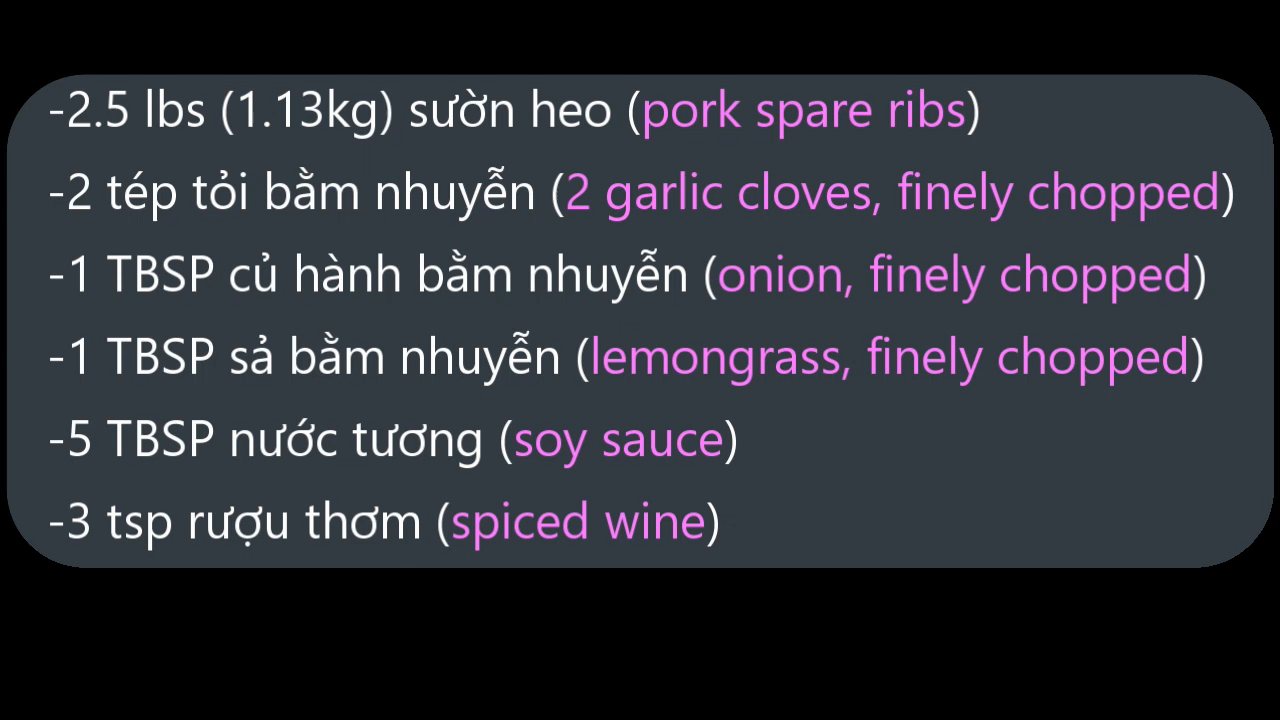 -2.5 lbs (1.13kg) sườn heo (pork spare ribs)
-2 tép tỏi bằm nhuyễn (2 garlic cloves, finely chopped)
-1 TBSP củ hành bằm nhuyễn (onion, finely chopped)
-1 TBSP sả bằm nhuyễn (lemongrass, finely chopped)
-5 TBSP nước tương (soy sauce)
-3 tsp rượu thơm (spiced wine)